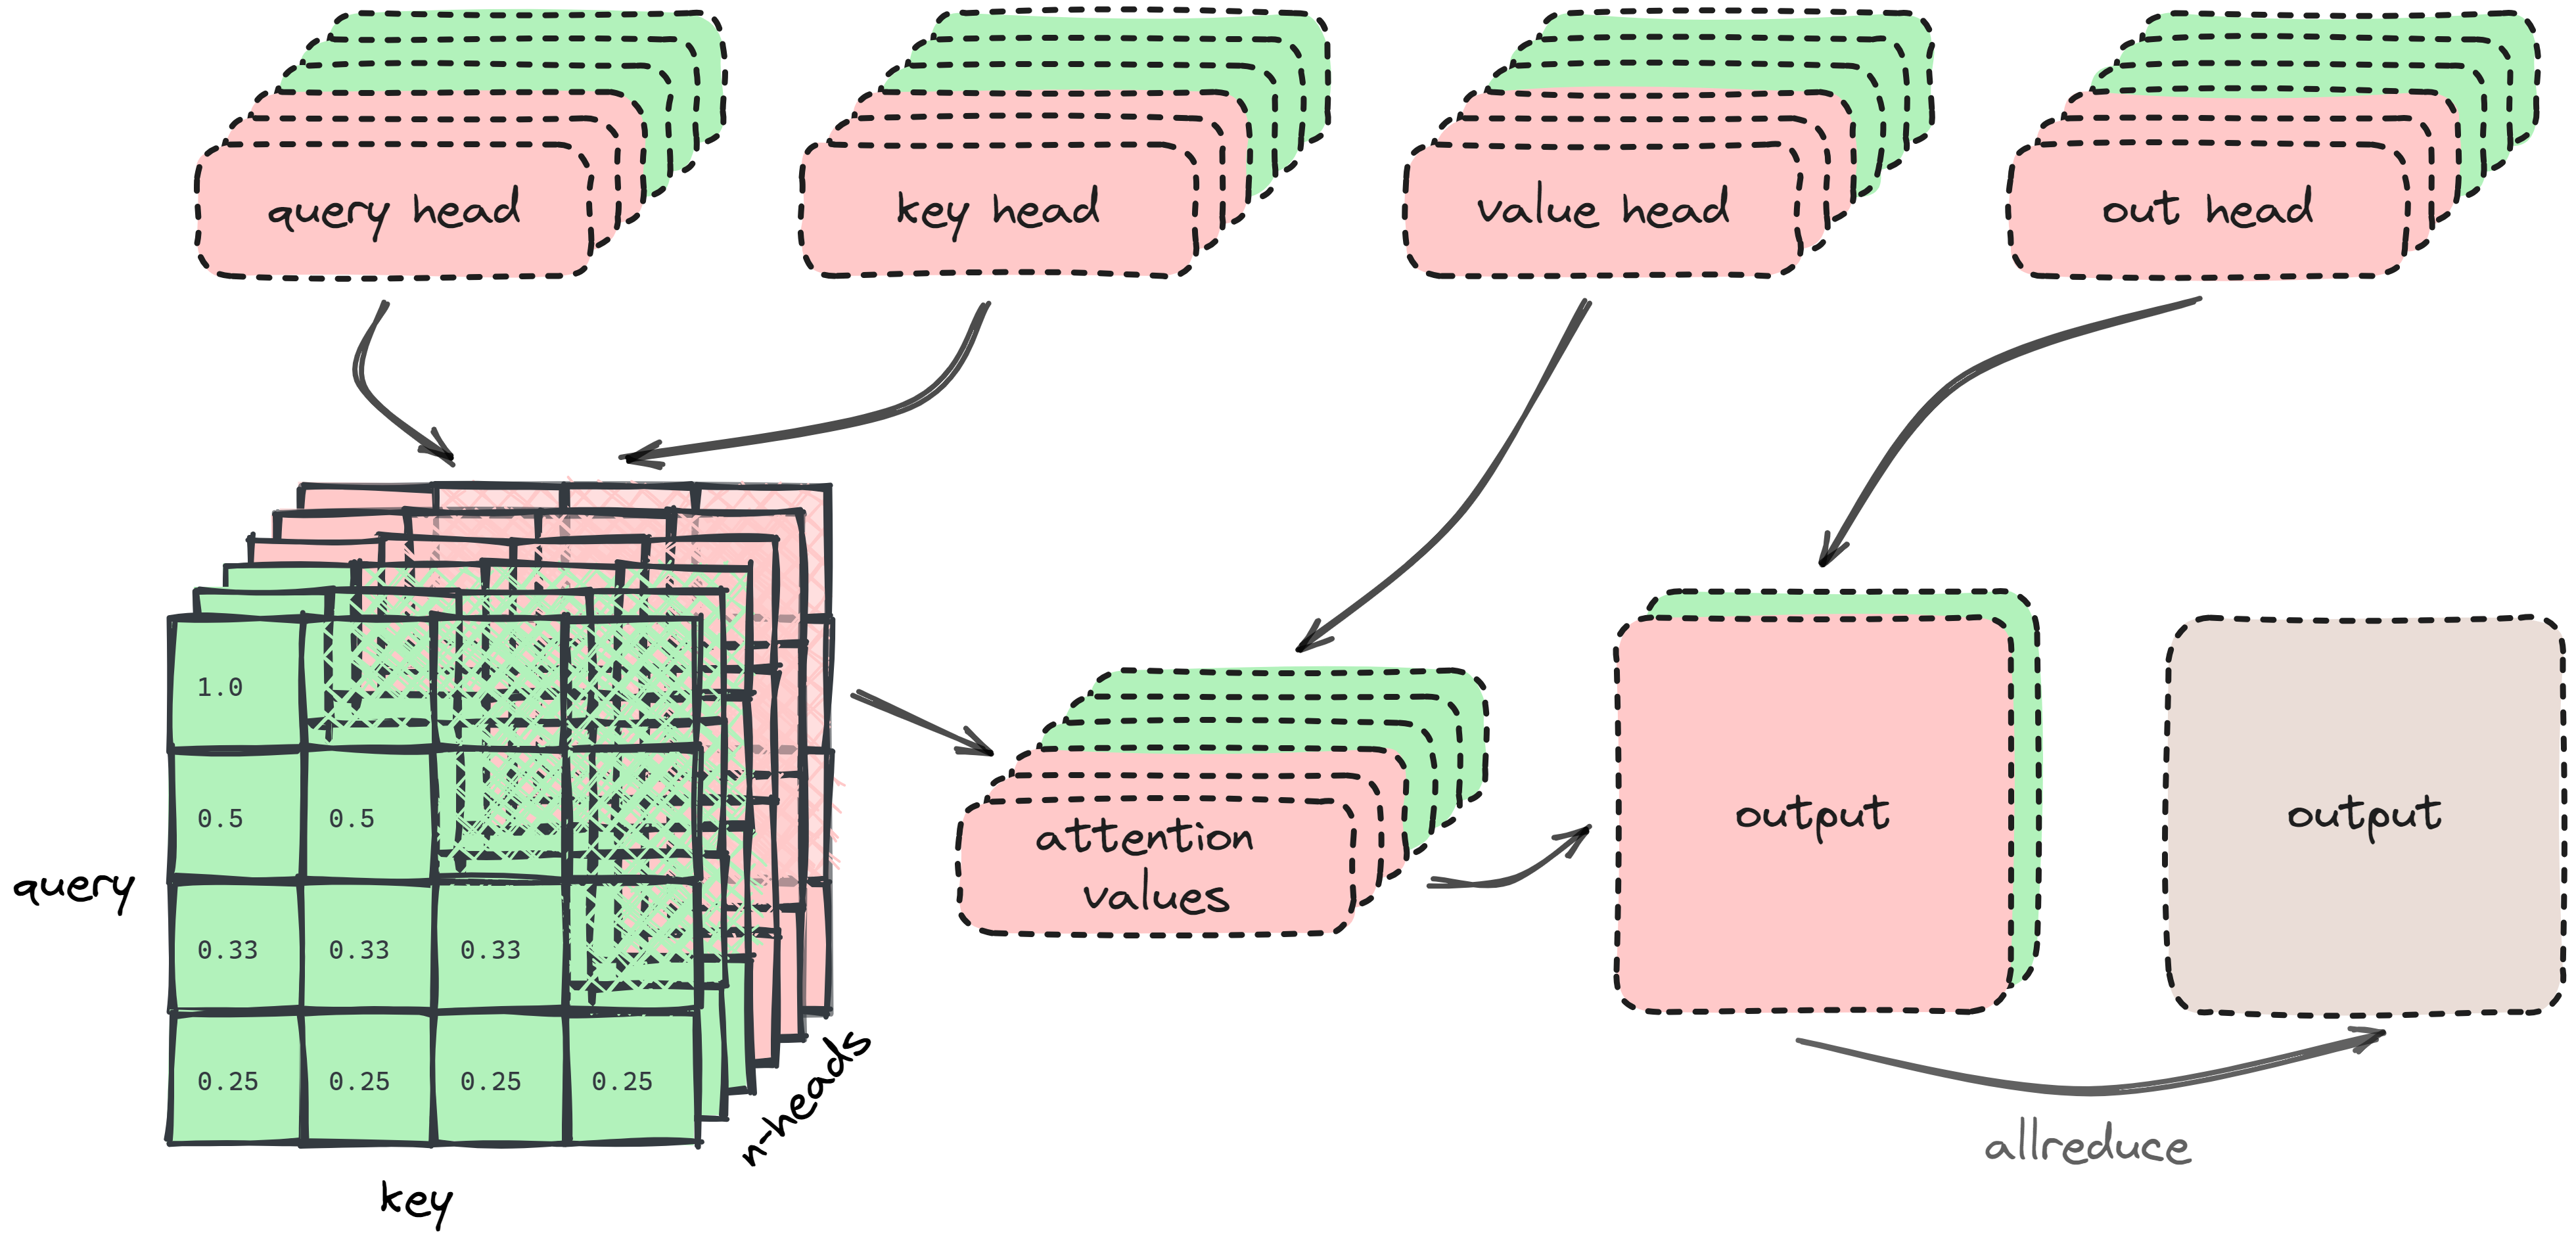 query head
key head
value head
out head
1.0
0.5 0.5
0.33 0.33 0.33
0.25 0.25 0.25 0.25
query
key
n-heads
attention
values
output
output
allreduce